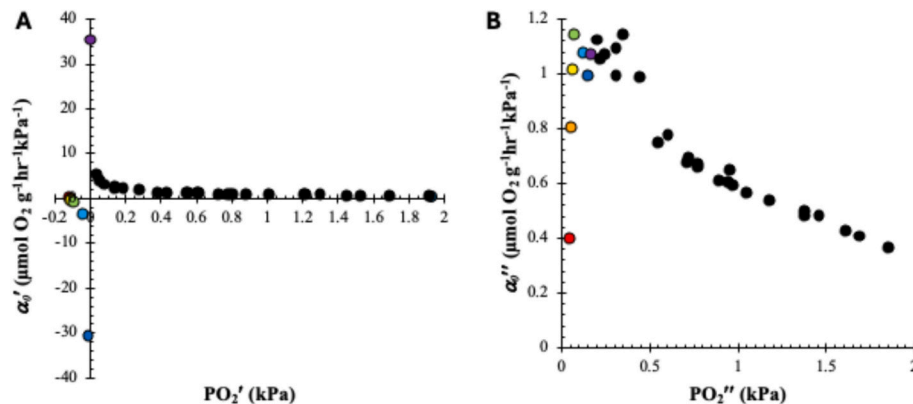 A
40
30
20
10
0
-10
-20
-30
-40
-0.2 0 0.2 0.4 0.6 0.8 1 1.2 1.4 1.6 1.8 2
α₀′ (μmol O₂ g⁻¹hr⁻¹kPa⁻¹)
PO₂′ (kPa)
B
1.2
1
0.8
0.6
0.4
0.2
0
0 0.5 1 1.5 2
α₀″ (μmol O₂ g⁻¹hr⁻¹kPa⁻¹)
PO₂″ (kPa)